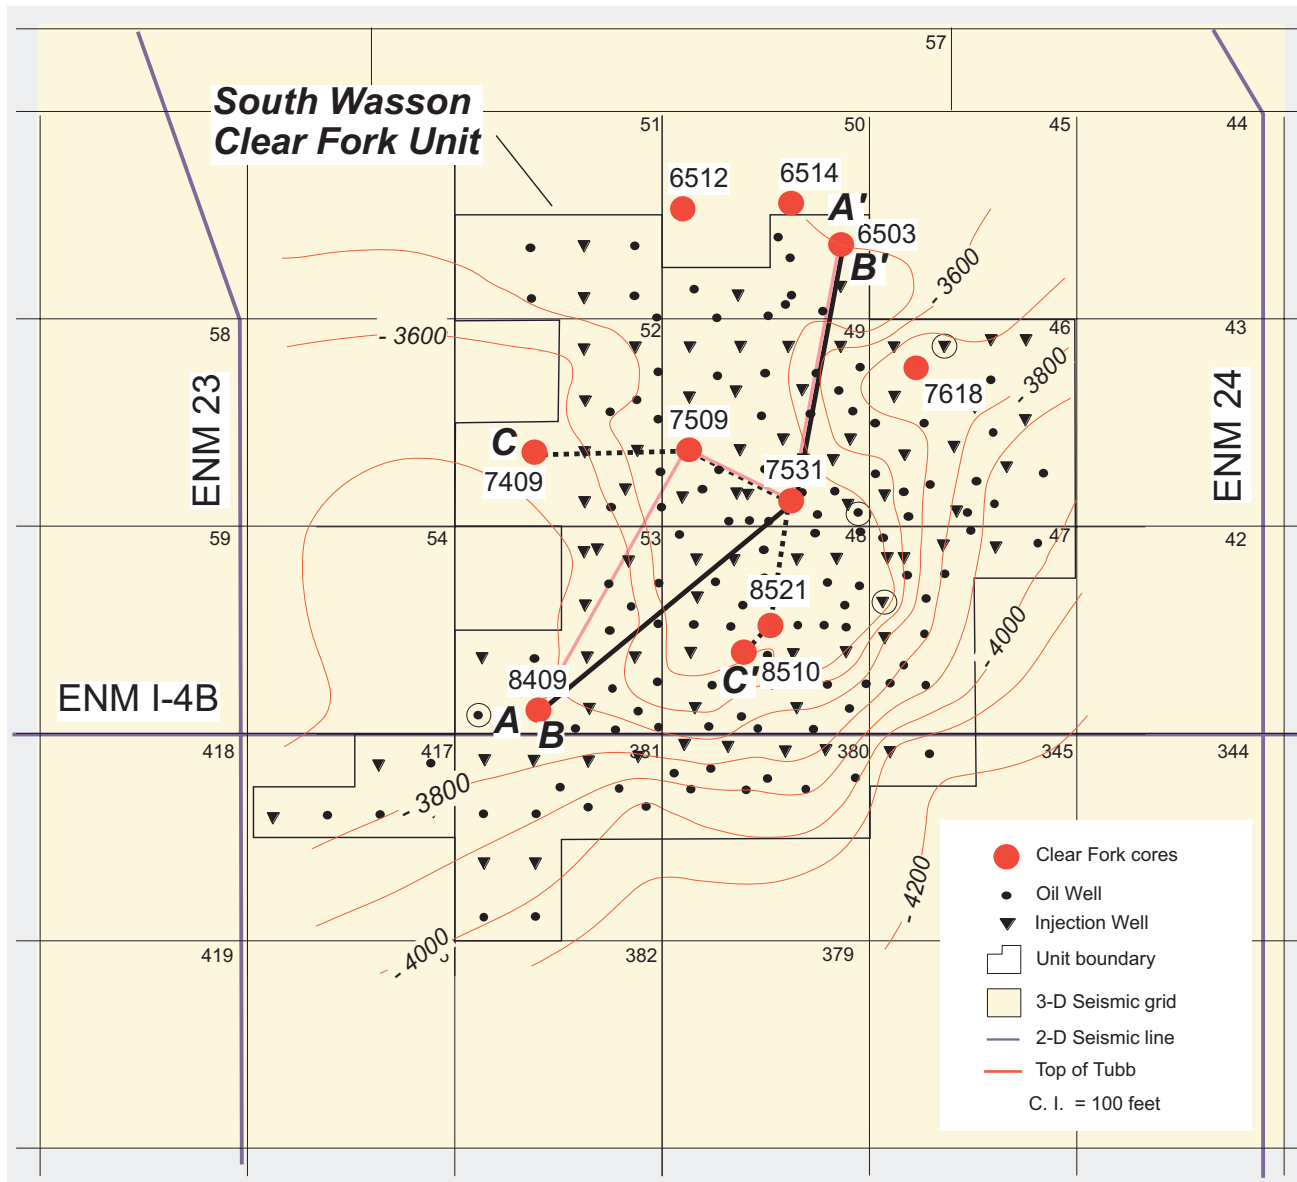 57
South Wasson
Clear Fork Unit
51
50
45
44
6512
6514
A'
6503
B'
- 3600
58
- 3600
52
49
46
43
- 3800
ENM 23
ENM 24
7618
7509
C
7409
7531
59
54
53
48
47
42
8521
- 4000
8409
C'
8510
ENM I-4B
A
B
418
417
381
380
345
344
- 3800
- 4200
- 4000
419
382
379
Clear Fork cores
Oil Well
Injection Well
Unit boundary
3-D Seismic grid
2-D Seismic line
Top of Tubb
C. I. = 100 feet